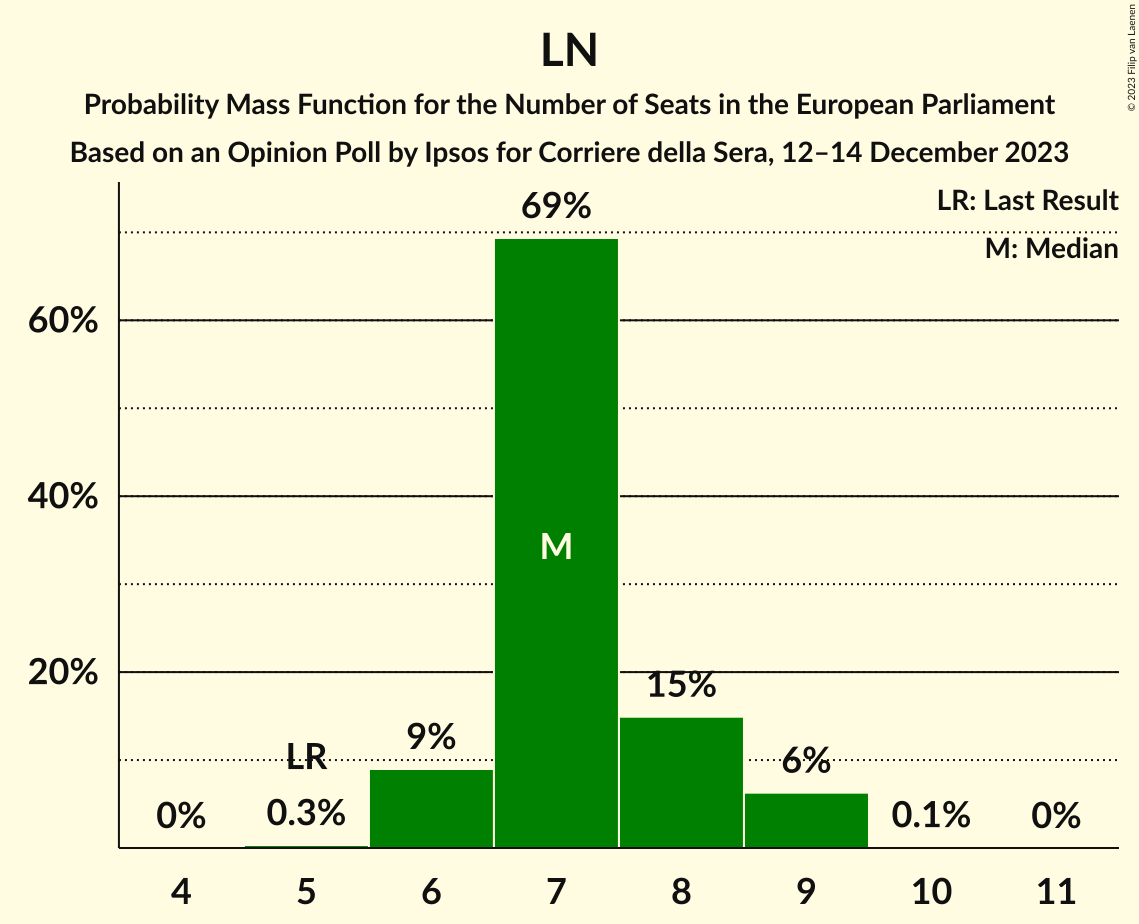 LN
Probability Mass Function for the Number of Seats in the European Parliament
Based on an Opinion Poll by Ipsos for Corriere della Sera, 12–14 December 2023
© 2023 Filip van Laenen
LR: Last Result
M: Median
60%
40%
20%
0%
LR
0.3%
9%
69%
M
15%
6%
0.1%
0%
4 5 6 7 8 9 10 11